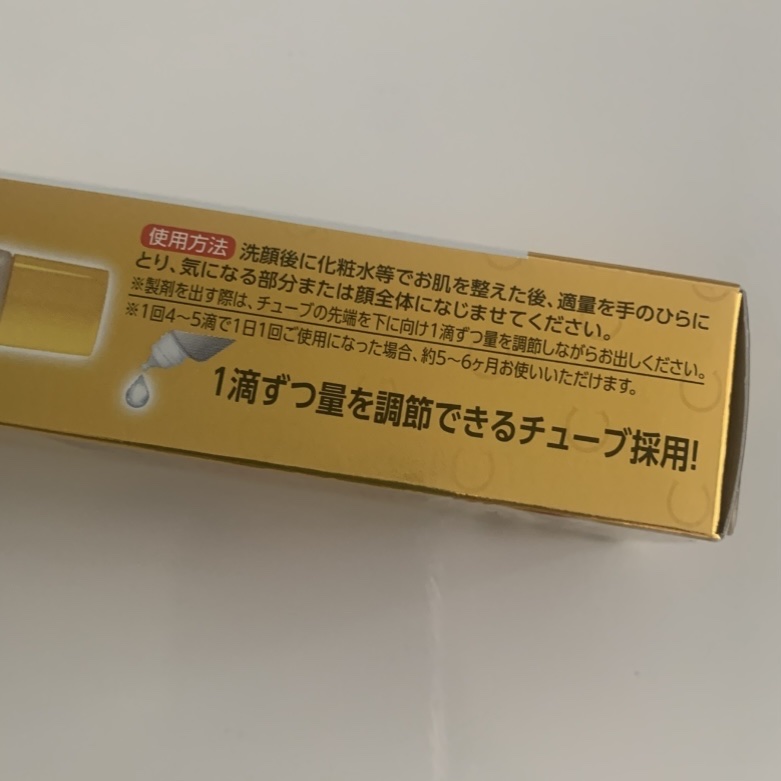 使用方法 洗顔後に化粧水等でお肌を整えた後、適量を手のひらに
とり、気になる部分または顔全体になじませてください。
※製剤を出す際は、チューブの先端を下に向け1滴ずつ量を調節しながらお出しください。
※1回4～5滴で1日1回ご使用になった場合、約5～6ヶ月お使いいただけます。
1滴ずつ量を調節できるチューブ採用!